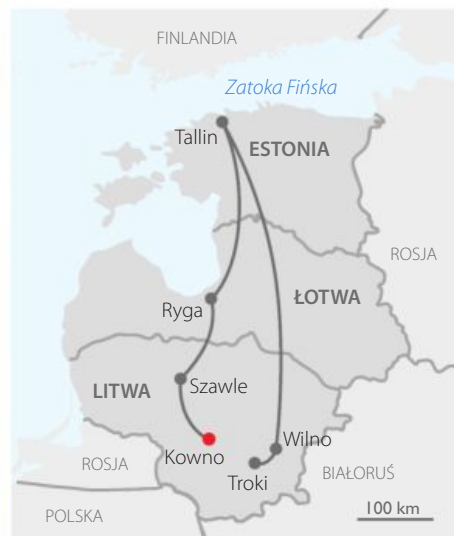 FINLANDIA
Zatoka Fińska
Tallin
ESTONIA
ROSJA
ŁOTWA
Ryga
LITWA
Szawle
Wilno
Kowno
ROSJA
Troki
BIAŁORUŚ
POLSKA
100 km